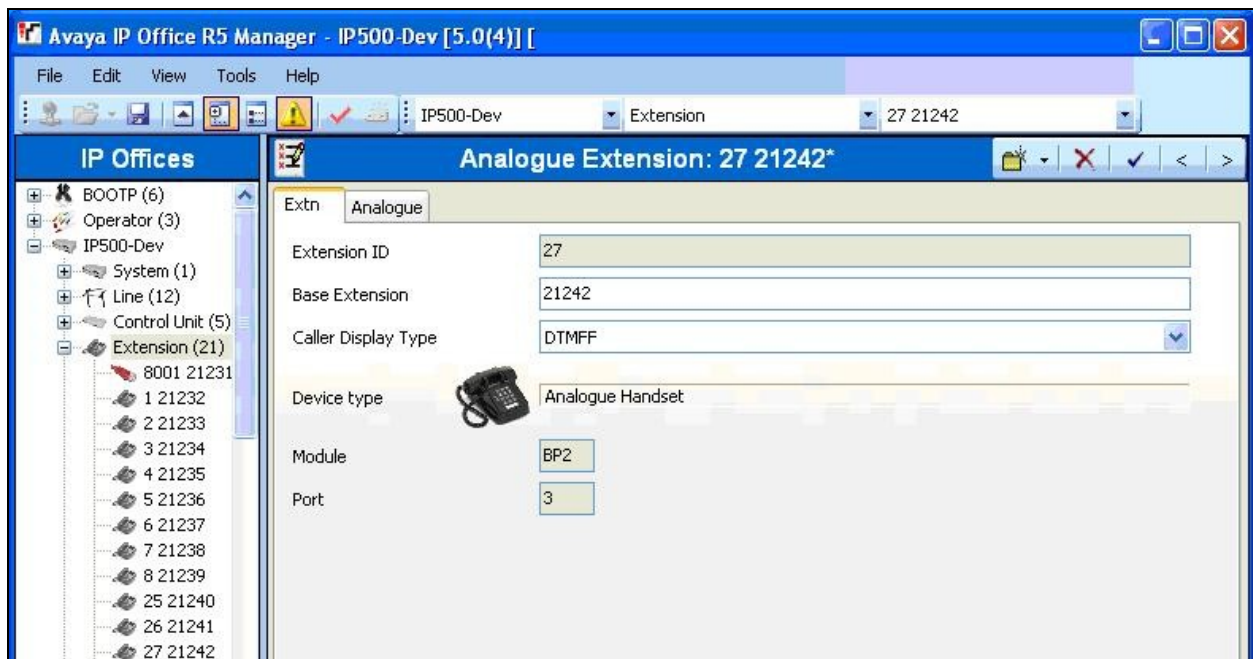 Avaya IP Office R5 Manager - IP500-Dev [5.0(4)] [
File Edit View Tools Help
IP500-Dev Extension 27 21242
IP Offices
BOOTP (6)
Operator (3)
IP500-Dev
System (1)
Line (12)
Control Unit (5)
Extension (21)
8001 21231
1 21232
2 21233
3 21234
4 21235
5 21236
6 21237
7 21238
8 21239
25 21240
26 21241
27 21242
Analogue Extension: 27 21242*
Extn Analogue
Extension ID 27
Base Extension 21242
Caller Display Type DTMFF
Device type Analogue Handset
Module BP2
Port 3